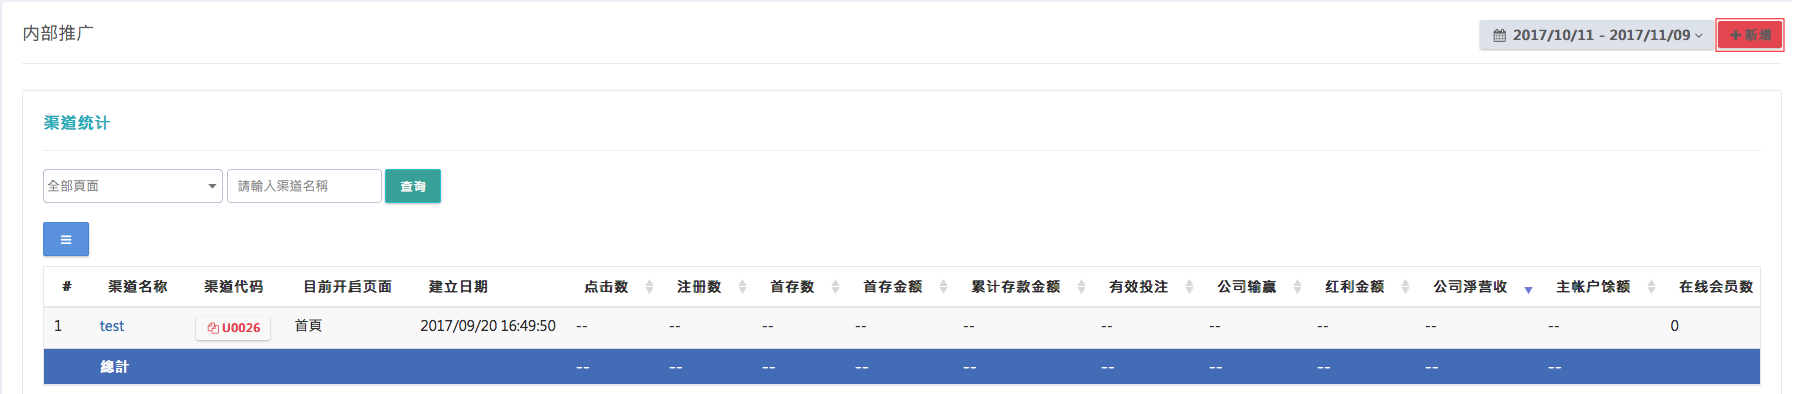 内部推广
2017/10/11 - 2017/11/09
新增
渠道统计
全部頁面 請輸入渠道名稱 查询
# 渠道名称 渠道代码 目前开启页面 建立日期 点击数 注册数 首存数 首存金额 累计存款金额 有效投注 公司输赢 红利金额 公司淨营收 主帐户馀额 在线会员数
1 test U0026 首頁 2017/09/20 16:49:50 -- -- -- -- -- -- -- -- -- -- 0
總計 -- -- -- -- -- -- -- -- -- --